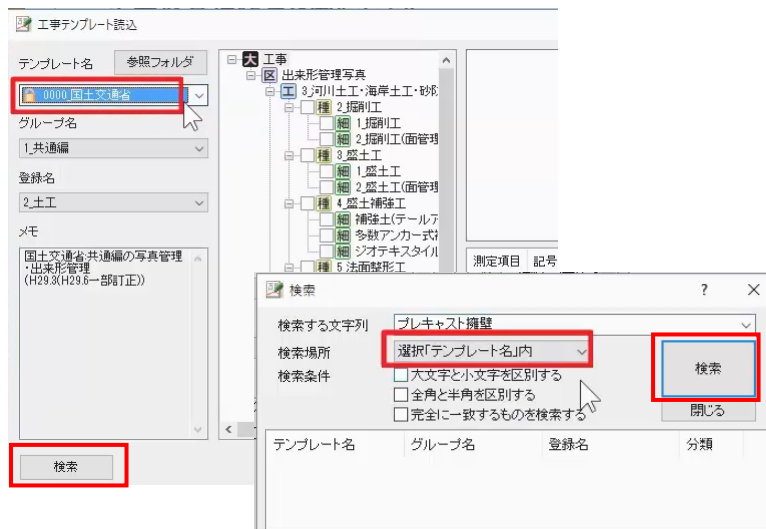 工事テンプレート読込
テンプレート名
参照フォルダ
0000_国土交通省
グループ名
1_共通編
登録名
2_土工
メモ
国土交通省:共通編の写真管理
・出来形管理
(H29.3(H29.6一部訂正))
検索
大 工事
区 出来形管理写真
工 3_河川土工・海岸土工・砂
種 2_掘削工
細 1_掘削工
細 2_掘削工(面管理
種 3_盛土工
細 1_盛土工
細 2_盛土工(面管理
種 4_盛土補強工
細 補強土(テールア
細 多数アンカー式
細 ジオテキスタイル
種 5_法面整形工
測定項目 記号
検索
検索する文字列
プレキャスト擁壁
検索場所
選択「テンプレート名」内
検索条件
大文字と小文字を区別する
全角と半角を区別する
完全に一致するものを検索する
検索
閉じる
テンプレート名 グループ名 登録名 分類